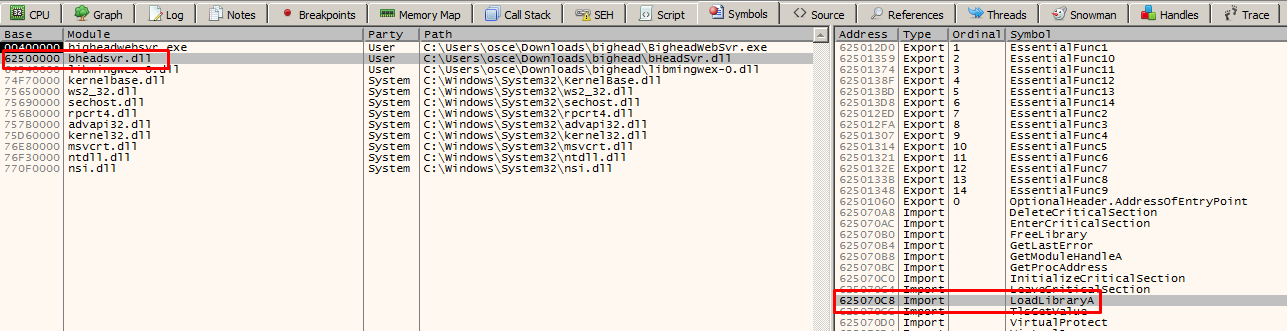 CPU Graph Log Notes Breakpoints Memory Map Call Stack SEH Script Symbols Source References Threads Snowman Handles Trace
Base Module Party Path
00400000 bigheadwebsvr.exe User C:\Users\osce\Downloads\bighead\BigheadWebSvr.exe
62500000 bHeadsvr.dll User C:\Users\osce\Downloads\bighead\bHeadSvr.dll
libmingwex-0.dll User C:\Users\osce\Downloads\bighead\libmingwex-0.dll
74F70000 kernelbase.dll System C:\Windows\System32\KernelBase.dll
75650000 ws2_32.dll System C:\Windows\System32\ws2_32.dll
75690000 sechost.dll System C:\Windows\System32\sechost.dll
756B0000 rpcrt4.dll System C:\Windows\System32\rpcrt4.dll
757A0000 advapi32.dll System C:\Windows\System32\advapi32.dll
75D60000 kernel32.dll System C:\Windows\System32\kernel32.dll
76E80000 msvcrt.dll System C:\Windows\System32\msvcrt.dll
76F30000 ntdll.dll System C:\Windows\System32\ntdll.dll
770F0000 nsi.dll System C:\Windows\System32\nsi.dll
Address Type Ordinal Symbol
625012D0 Export 1 EssentialFunc1
62501359 Export 2 EssentialFunc10
62501374 Export 3 EssentialFunc11
6250138F Export 4 EssentialFunc12
625013BD Export 5 EssentialFunc13
625013D8 Export 6 EssentialFunc14
625012ED Export 7 EssentialFunc2
625012FA Export 8 EssentialFunc3
62501307 Export 9 EssentialFunc4
62501314 Export 10 EssentialFunc5
62501321 Export 11 EssentialFunc6
6250132E Export 12 EssentialFunc7
6250133B Export 13 EssentialFunc8
62501348 Export 14 EssentialFunc9
62501060 Export 0 OptionalHeader.AddressOfEntryPoint
625070A8 Import DeleteCriticalSection
625070AC Import EnterCriticalSection
625070B0 Import FreeLibrary
625070B4 Import GetLastError
625070B8 Import GetModuleHandleA
625070BC Import GetProcAddress
625070C0 Import InitializeCriticalSection
625070C4 Import LeaveCriticalSection
625070C8 Import LoadLibraryA
Import TlsGetValue
625070D0 Import VirtualProtect